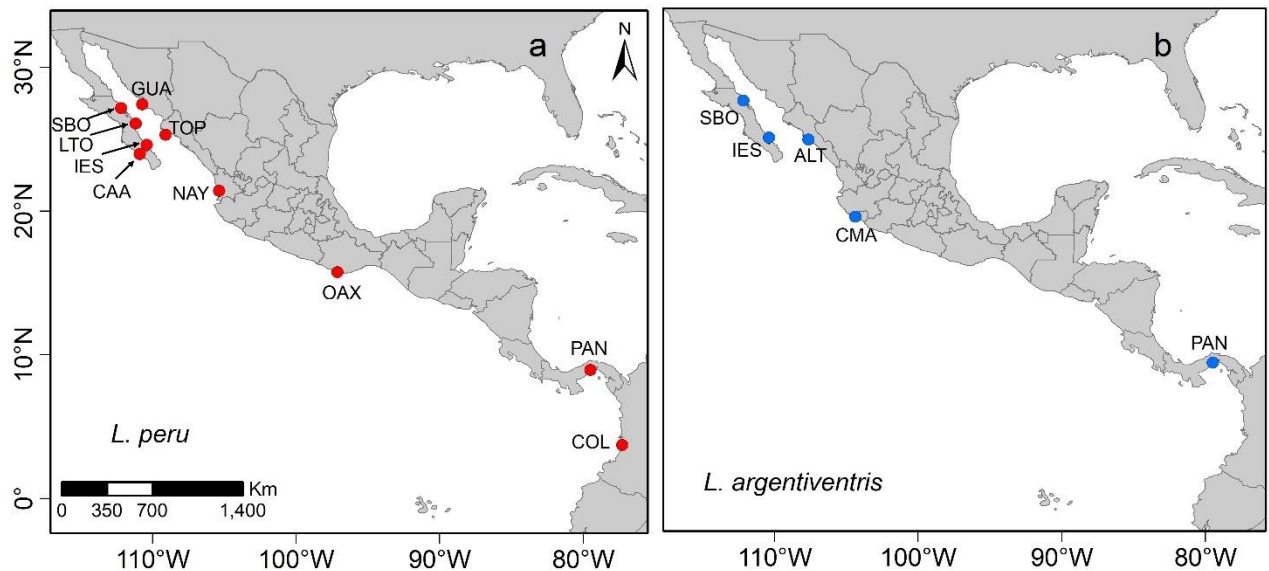 a
N
30°N
20°N
10°N
0°
GUA
SBO
LTO
TOP
IES
CAA
NAY
OAX
PAN
COL
L. peru
Km
0 350 700 1,400
110°W 100°W 90°W 80°W
b
SBO
IES
ALT
CMA
PAN
L. argentiventris
110°W 100°W 90°W 80°W